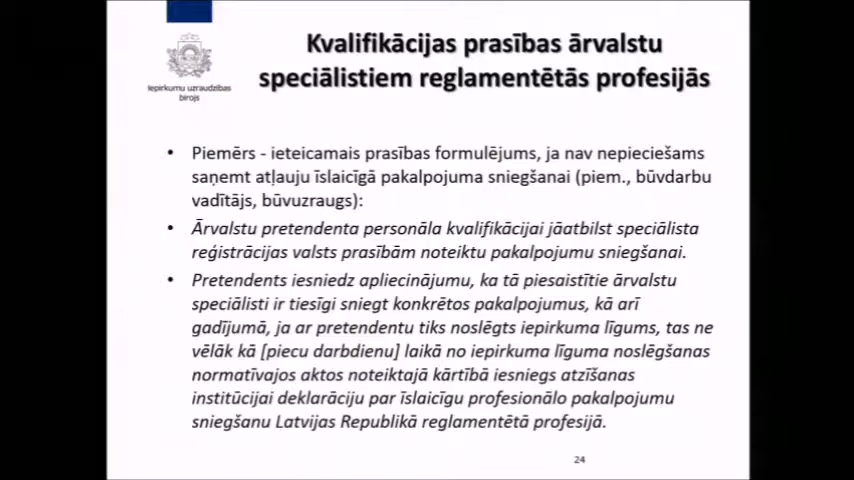 Kvalifikācijas prasības ārvalstu
speciālistiem reglamentētās profesijās
Iepirkumu uzraudzības
birojs
• Piemērs - ieteicamais prasības formulējums, ja nav nepieciešams
saņemt atļauju īslaicīgā pakalpojuma sniegšanai (piem., būvdarbu
vadītājs, būvuzraugs):
• Ārvalstu pretendenta personāla kvalifikācijai jāatbilst speciālista
reģistrācijas valsts prasībām noteiktu pakalpojumu sniegšanai.
• Pretendents iesniedz apliecinājumu, ka tā piesaistītie ārvalstu
speciālisti ir tiesīgi sniegt konkrētos pakalpojumus, kā arī
gadījumā, ja ar pretendentu tiks noslēgts iepirkuma līgums, tas ne
vēlāk kā [piecu darbdienu] laikā no iepirkuma līguma noslēgšanas
normatīvajos aktos noteiktajā kārtībā iesniegs atzīšanas
institūcijai deklarāciju par īslaicīgu profesionālo pakalpojumu
sniegšanu Latvijas Republikā reglamentētā profesijā.
24